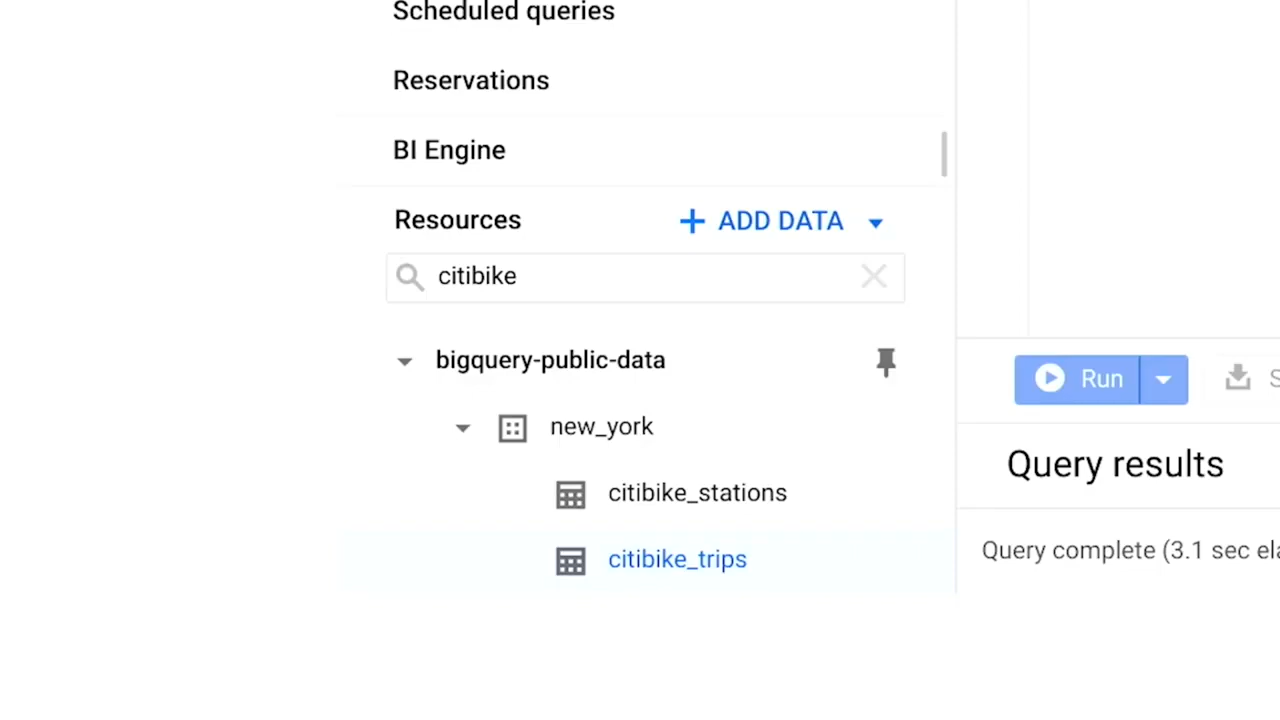 Scheduled queries
Reservations
BI Engine
Resources
ADD DATA
citibike
bigquery-public-data
new_york
citibike_stations
citibike_trips
Run
S
Query results
Query complete (3.1 sec ela